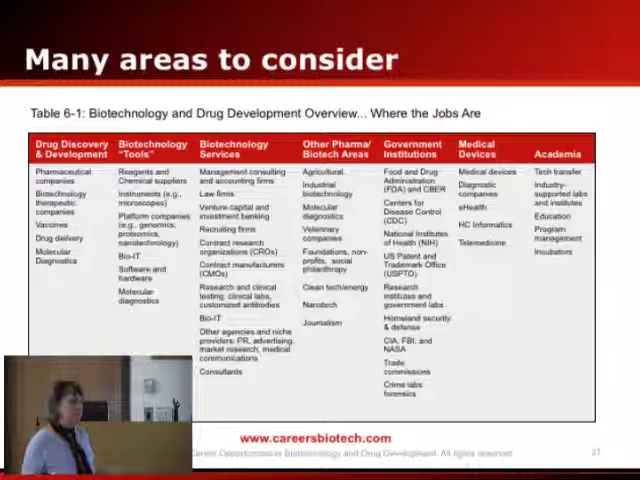 Many areas to consider
Table 6-1: Biotechnology and Drug Development Overview... Where the Jobs Are
Drug Discovery
& Development
Pharmaceutical
companies
Biotechnology
therapeutic
companies
Vaccines
Drug delivery
Molecular
Diagnostics
Biotechnology
"Tools"
Reagents and
Chemical suppliers
Instruments (e.g.,
microscopes)
Platform companies
(e.g., genomics,
proteomics,
nanotechnology)
Bio-IT
Software and
hardware
Molecular
diagnostics
Biotechnology
Services
Management consulting
and accounting firms
Law firms
Venture capital and
investment banking
Recruiting firms
Contract research
organizations (CROs)
Contract manufacturers
(CMOs)
Research and clinical
testing: clinical labs,
customized antibodies
Bio-IT
Other agencies and niche
providers: PR, advertising,
market research, medical
communications
Consultants
Other Pharma/
Biotech Areas
Agricultural
Industrial
biotechnology
Molecular
diagnostics
Veterinary
companies
Foundations, non-
profits, social
philanthropy
Clean tech/energy
Nanotech
Journalism
Government
Institutions
Food and Drug
Administration
(FDA) and CBER
Centers for
Disease Control
(CDC)
National Institutes
of Health (NIH)
US Patent and
Trademark Office
(USPTO)
Research
institutes and
government labs
Homeland security
& defense
CIA, FBI, and
NASA
Trade
commissions
Crime labs
forensics
Medical
Devices
Medical devices
Diagnostic
companies
eHealth
HC Informatics
Telemedicine
Academia
Tech transfer
Industry-
supported labs
and institutes
Education
Program
management
Incubators
www.careersbiotech.com
Career Opportunities in Biotechnology and Drug Development. All rights reserved.
27